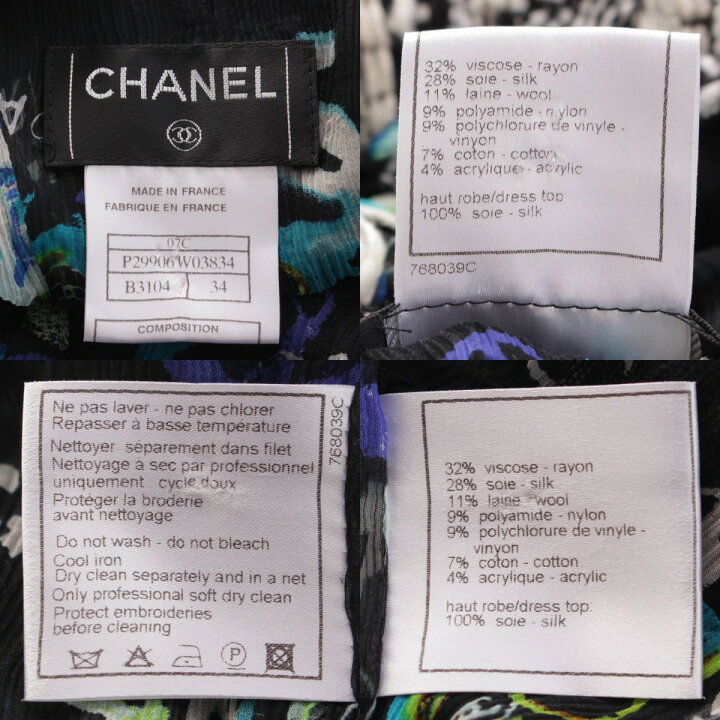 CHANEL
MADE IN FRANCE
FABRIQUE EN FRANCE
07C
P29906W03834
B3104 34
COMPOSITION
32% viscose - rayon
28% soie - silk
11% laine - wool
9% polyamide - nylon
9% polychlorure de vinyle -
vinyon
7% coton - cotton
4% acrylique - acrylic
haut robe/dress top
100% soie - silk
768039C
Ne pas laver - ne pas chlorer
Repasser à basse température
Nettoyer séparement dans filet
Nettoyage à sec par professionnel
uniquement cycle doux
Protéger la broderie
avant nettoyage
Do not wash - do not bleach
Cool iron
Dry clean separately and in a net
Only professional soft dry clean
Protect embroideries
before cleaning
P
768039C
32% viscose - rayon
28% soie - silk
11% laine - wool
9% polyamide - nylon
9% polychlorure de vinyle -
vinyon
7% coton - cotton
4% acrylique - acrylic
haut robe/dress top:
100% soie - silk